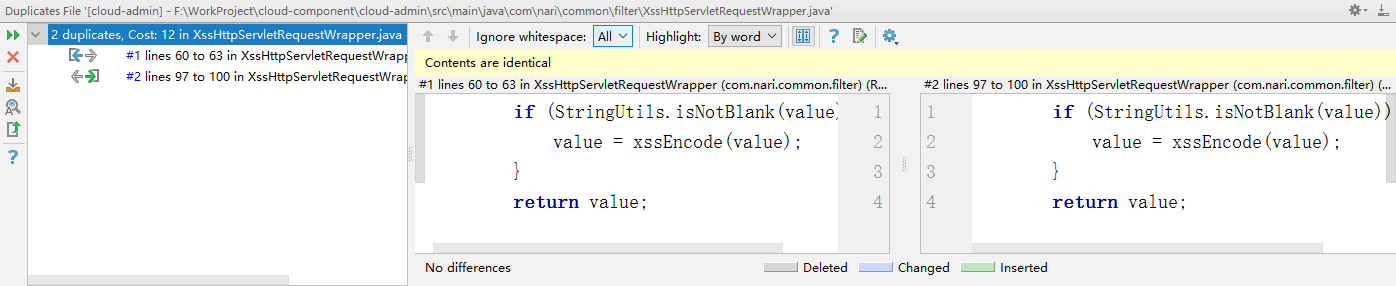 Duplicates File '[cloud-admin] - F:\WorkProject\cloud-component\cloud-admin\src\main\java\com\nari\common\filter\XssHttpServletRequestWrapper.java'
2 duplicates, Cost: 12 in XssHttpServletRequestWrapper.java
#1 lines 60 to 63 in XssHttpServletRequestWrapp
#2 lines 97 to 100 in XssHttpServletRequestWrap
Ignore whitespace: All Highlight: By word ?
Contents are identical
#1 lines 60 to 63 in XssHttpServletRequestWrapper (com.nari.common.filter) (R...
if (StringUtils.isNotBlank(value) 1
value = xssEncode(value); 2
} 3
return value; 4
#2 lines 97 to 100 in XssHttpServletRequestWrapper (com.nari.common.filter) (...
1 if (StringUtils.isNotBlank(value))
2 value = xssEncode(value);
3 }
4 return value;
No differences Deleted Changed Inserted